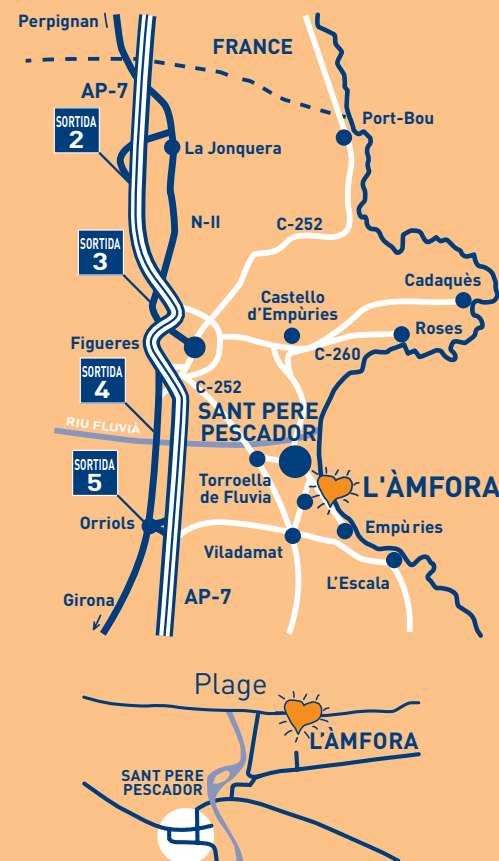 Perpignan
FRANCE
AP-7
SORTIDA
2
Port-Bou
La Jonquera
N-II
C-252
SORTIDA
3
Cadaquès
Castello
d'Empùries
Roses
Figueres
C-260
SORTIDA
4
C-252
SANT PERE
PESCADOR
RIU FLUVIÀ
SORTIDA
5
Torroella
de Fluvia
L'ÀMFORA
Orriols
Empùries
Viladamat
L'Escala
Girona
AP-7
Plage
L'ÀMFORA
SANT PERE
PESCADOR